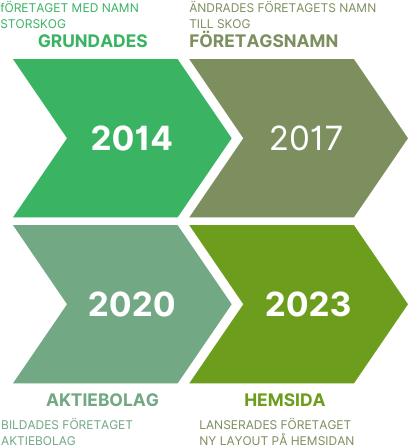 fÖRETAGET MED NAMN
STORSKOG
GRUNDADES
ÄNDRADES FÖRETAGETS NAMN
TILL SKOG
FÖRETAGSNAMN
2014
2017
2020
2023
AKTIEBOLAG
BILDADES FÖRETAGET
AKTIEBOLAG
HEMSIDA
LANSERADES FÖRETAGET
NY LAYOUT PÅ HEMSIDAN